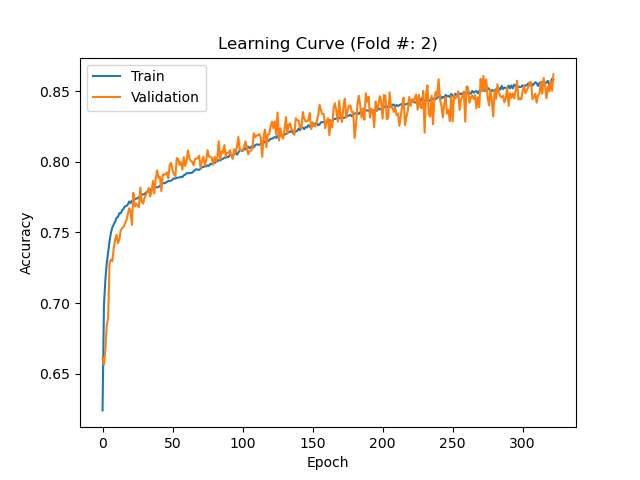 Learning Curve (Fold #: 2)
Train
Validation
0.85
0.80
0.75
0.70
0.65
Accuracy
0 50 100 150 200 250 300
Epoch